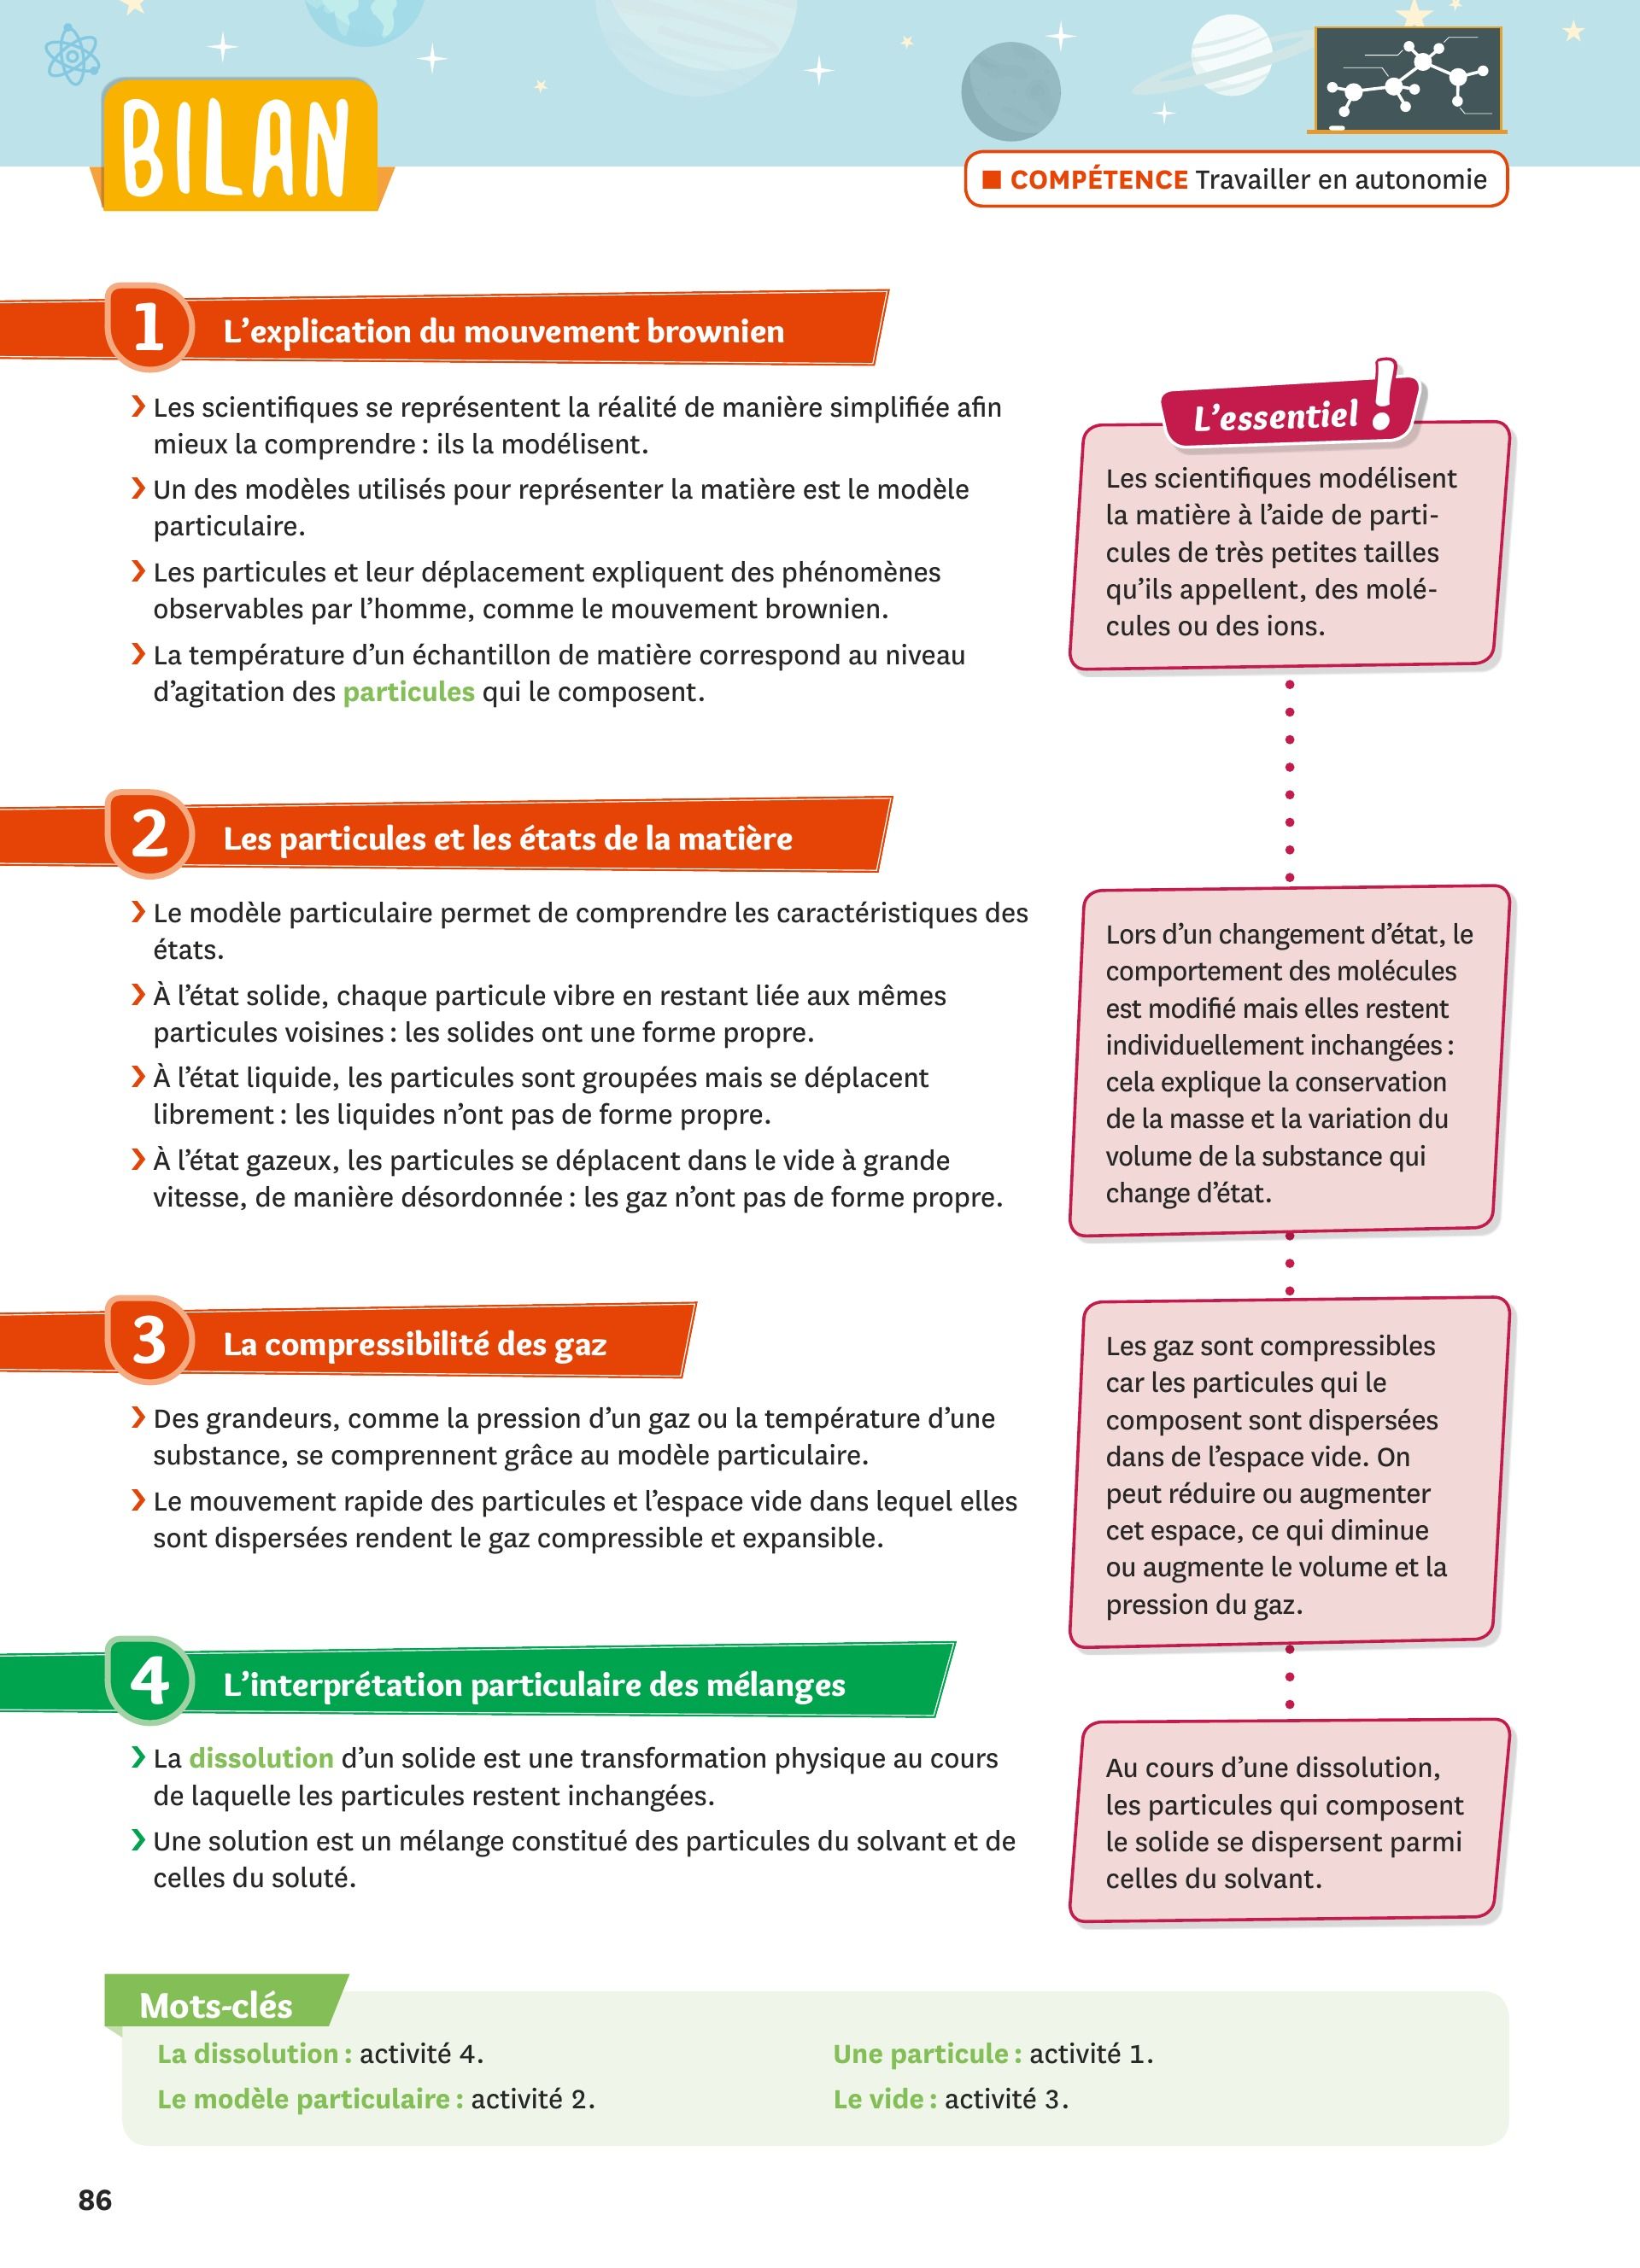 BILAN
■ COMPÉTENCE Travailler en autonomie
1 L’explication du mouvement brownien
❯ Les scientifiques se représentent la réalité de manière simplifiée afin
mieux la comprendre : ils la modélisent.
❯ Un des modèles utilisés pour représenter la matière est le modèle
particulaire.
❯ Les particules et leur déplacement expliquent des phénomènes
observables par l’homme, comme le mouvement brownien.
❯ La température d’un échantillon de matière correspond au niveau
d’agitation des particules qui le composent.
L’essentiel !
Les scientifiques modélisent
la matière à l’aide de parti-
cules de très petites tailles
qu’ils appellent, des molé-
cules ou des ions.
2 Les particules et les états de la matière
❯ Le modèle particulaire permet de comprendre les caractéristiques des
états.
❯ À l’état solide, chaque particule vibre en restant liée aux mêmes
particules voisines : les solides ont une forme propre.
❯ À l’état liquide, les particules sont groupées mais se déplacent
librement : les liquides n’ont pas de forme propre.
❯ À l’état gazeux, les particules se déplacent dans le vide à grande
vitesse, de manière désordonnée : les gaz n’ont pas de forme propre.
Lors d’un changement d’état, le
comportement des molécules
est modifié mais elles restent
individuellement inchangées :
cela explique la conservation
de la masse et la variation du
volume de la substance qui
change d’état.
3 La compressibilité des gaz
❯ Des grandeurs, comme la pression d’un gaz ou la température d’une
substance, se comprennent grâce au modèle particulaire.
❯ Le mouvement rapide des particules et l’espace vide dans lequel elles
sont dispersées rendent le gaz compressible et expansible.
Les gaz sont compressibles
car les particules qui le
composent sont dispersées
dans de l’espace vide. On
peut réduire ou augmenter
cet espace, ce qui diminue
ou augmente le volume et la
pression du gaz.
4 L’interprétation particulaire des mélanges
❯ La dissolution d’un solide est une transformation physique au cours
de laquelle les particules restent inchangées.
❯ Une solution est un mélange constitué des particules du solvant et de
celles du soluté.
Au cours d’une dissolution,
les particules qui composent
le solide se dispersent parmi
celles du solvant.
Mots-clés
La dissolution : activité 4.
Le modèle particulaire : activité 2.
Une particule : activité 1.
Le vide : activité 3.
86